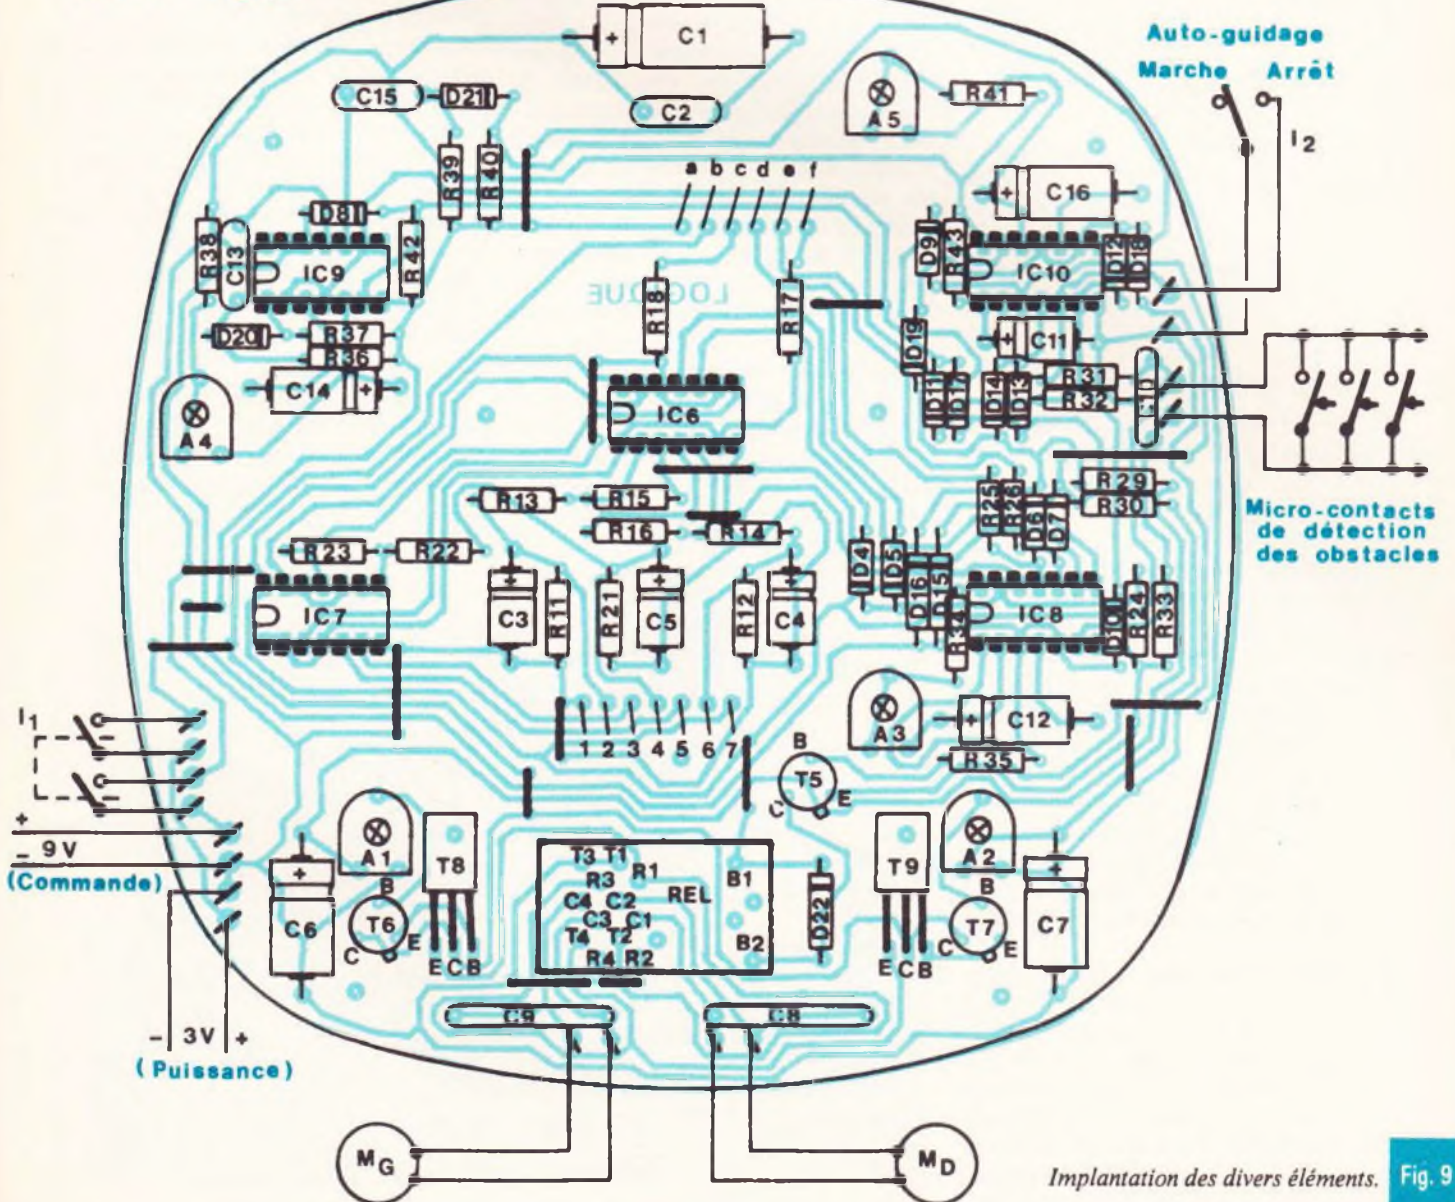 Auto-guidage
Marche Arrêt
I2
+ C1
C15 D21 C2 A5 R41
R39 R40
a b c d e f
+ C16
R38 C13 D8 IC9 R42
D9 R43 IC10 D12 D18
LOGIQUE
R18 R17
D20 R37
R36
C14 +
D19 + C11
D11 D17 D14 D13 R31
R32 C10
A4 IC6
R13 R15
R16 R14
R25 R26 D6 D7 R29
R30
Micro-contacts
de détection
des obstacles
R23 R22
IC7
+ C3 R11 R21 + C5 R12 + C4
D4 D5 D16 D15 R34 IC8 D10 R24 R33
I1
1 2 3 4 5 6 7
A3 + C12
R35
B T5 C E
+
− 9V
(Commande)
A1 T8
T9 A2
+ C6 B T6 C E
E C B
T3 T1
R3 R1
C4 C2 REL B1
C3 C1
T4 T2 B2
R4 R2
D22
E C B
B T7 C E + C7
C9 C8
− 3V +
(Puissance)
MG MD
Implantation des divers éléments. Fig. 9